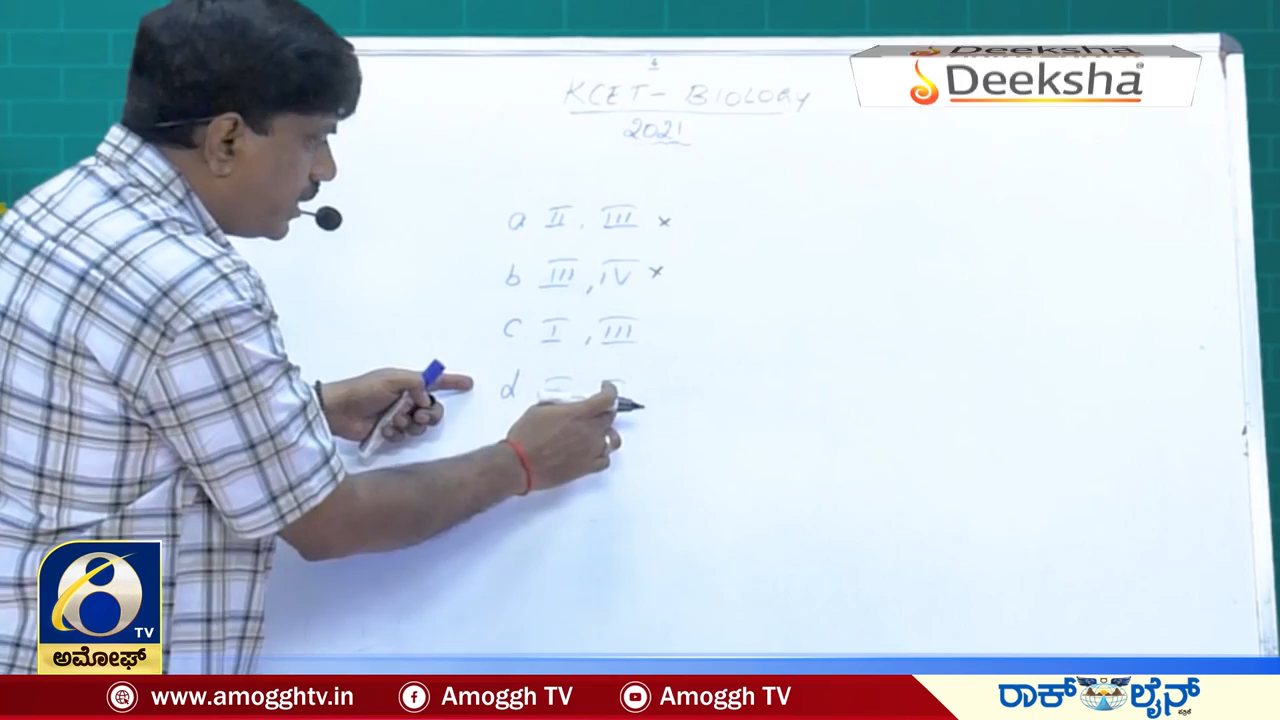 Deeksha
Deeksha®
KCET - BIOLOGY
2021
a II, III ×
b III, IV ×
c I, III
d
TV
ಅಮೋಘ್
www.amogghtv.in
Amoggh TV
Amoggh TV
ರಾಕ್ ಲೈನ್